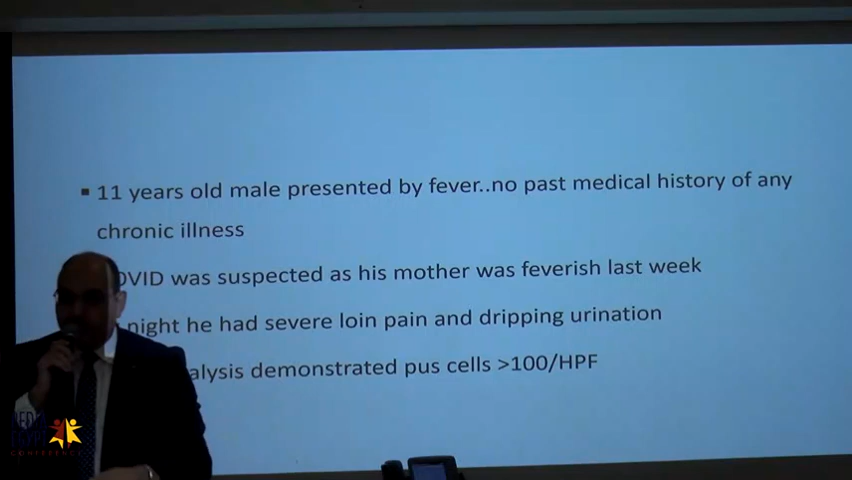 ▪ 11 years old male presented by fever..no past medical history of any
chronic illness
OVID was suspected as his mother was feverish last week
night he had severe loin pain and dripping urination
alysis demonstrated pus cells >100/HPF
CONFERENCE